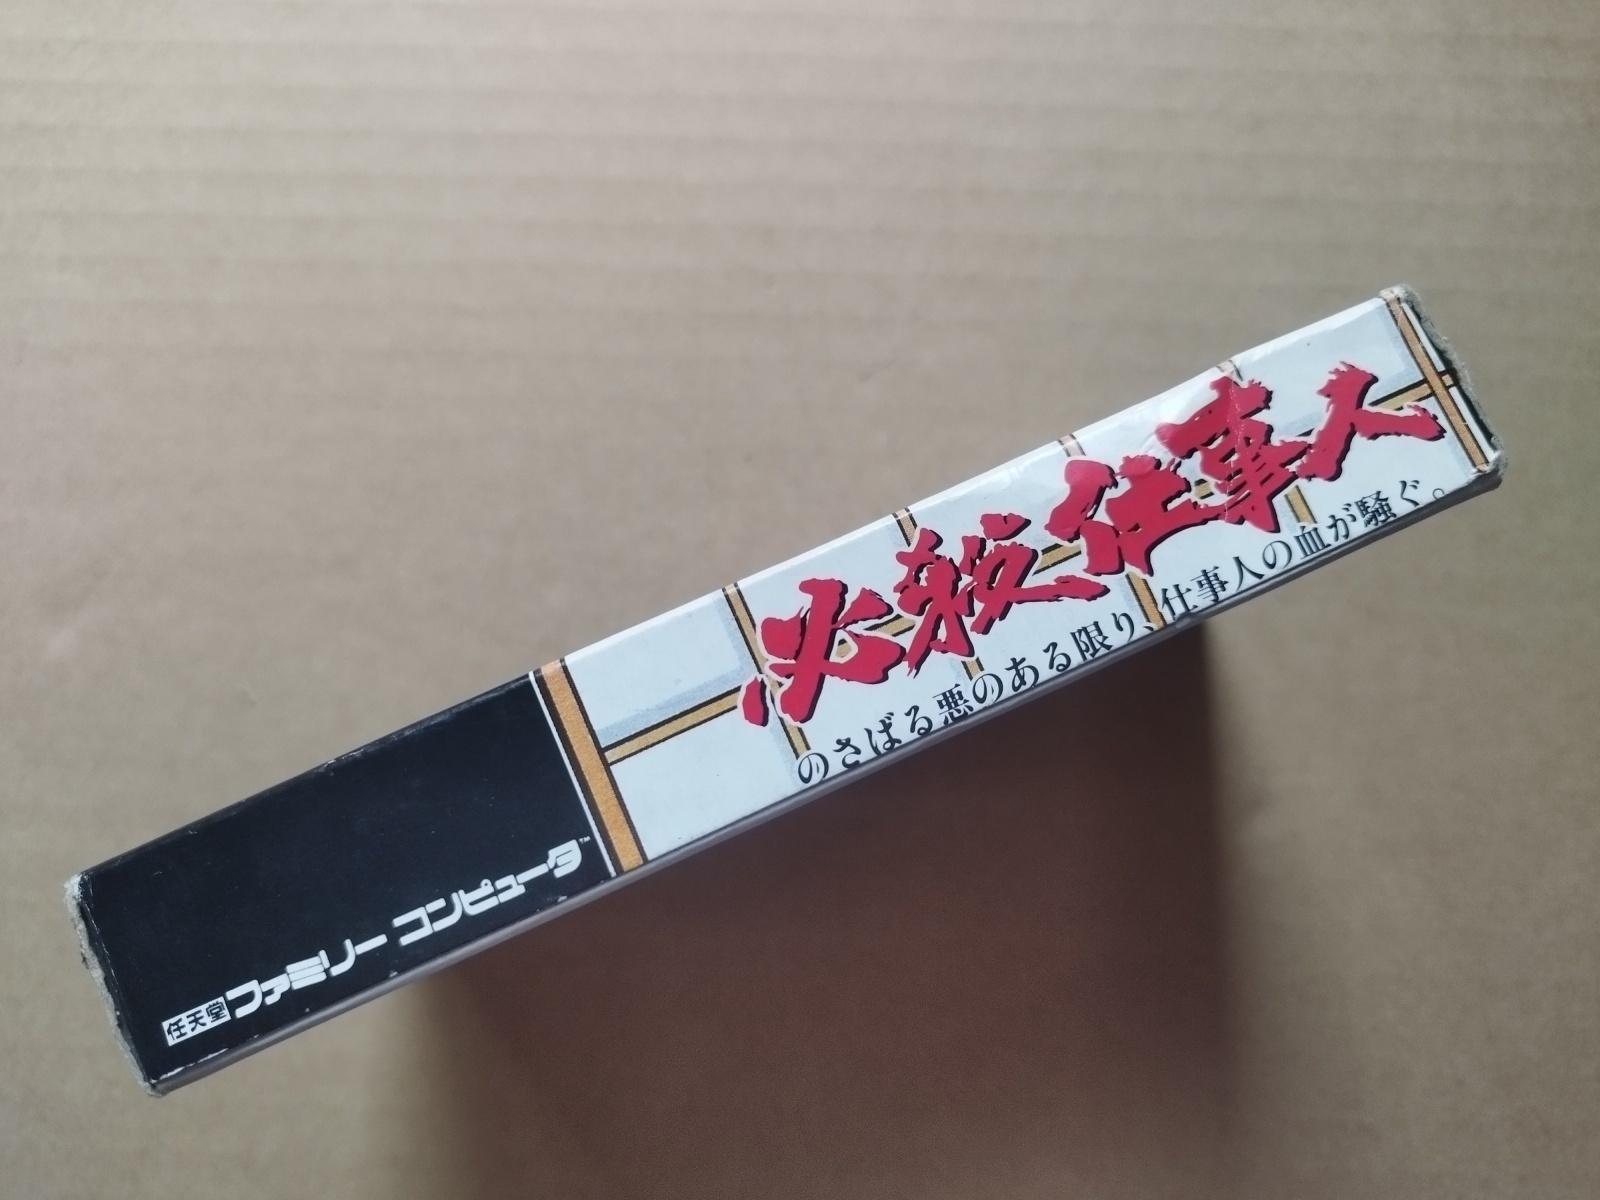 必殺仕事人
のさばる悪のある限り、仕事人の血が騒ぐ。
任天堂 ファミリー コンピュータ™